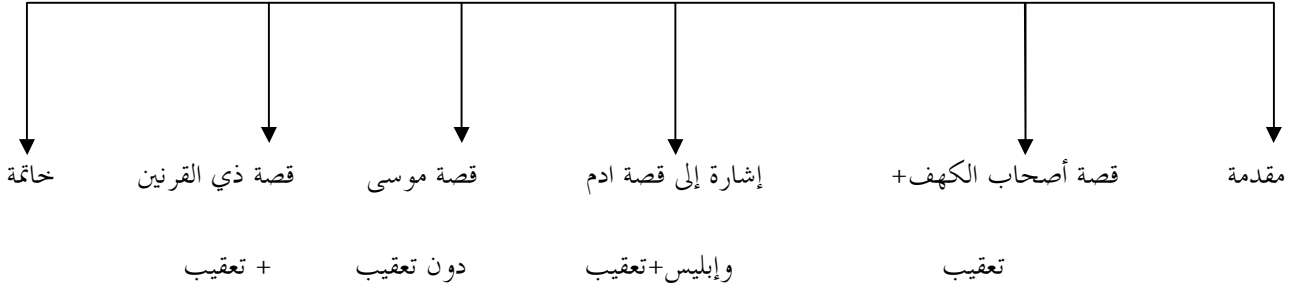 مقدمة
قصة أصحاب الكهف+
تعقيب
إشارة إلى قصة ادم
وإبليس+تعقيب
قصة موسى
دون تعقيب
قصة ذي القرنين
+ تعقيب
خاتمة